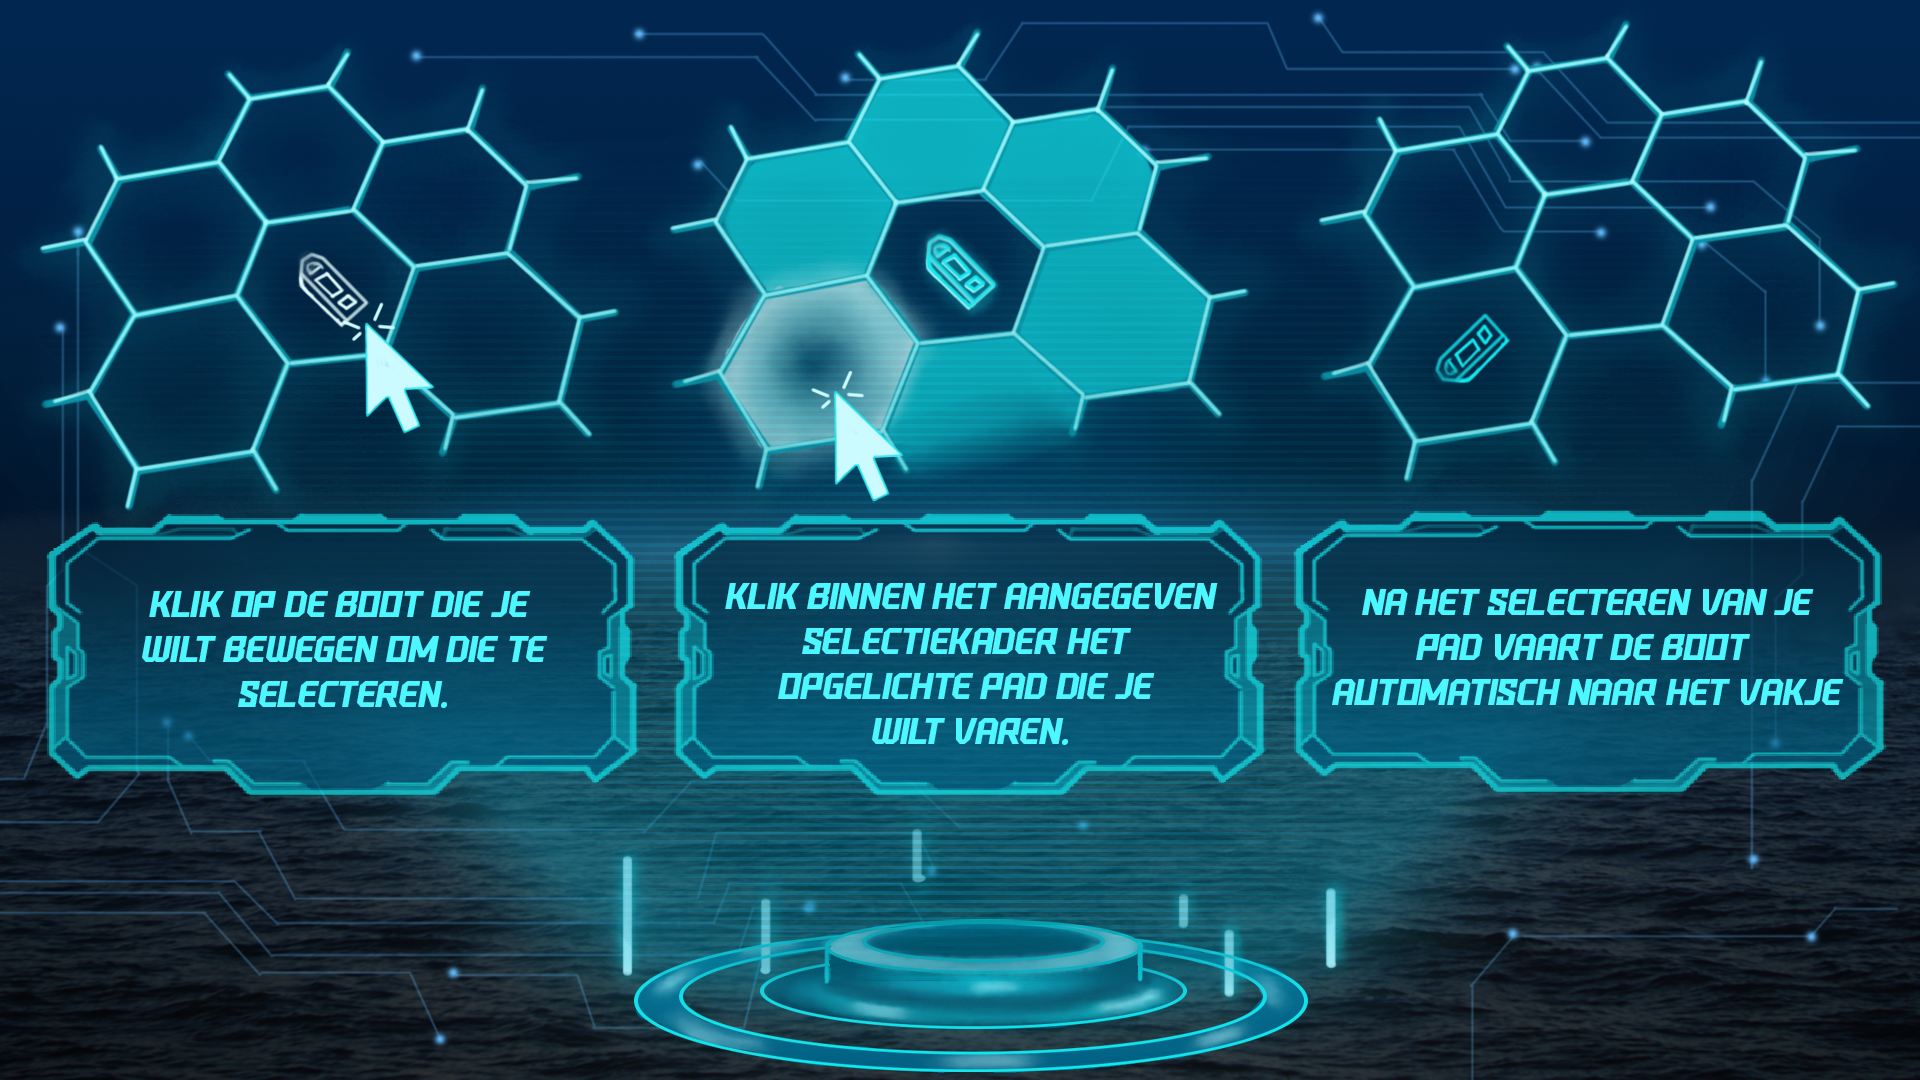 KLIK OP DE BOOT DIE JE
WILT BEWEGEN OM DIE TE
SELECTEREN.
KLIK BINNEN HET AANGEGEVEN
SELECTIEKADER HET
OPGELICHTE PAD DIE JE
WILT VAREN.
NA HET SELECTEREN VAN JE
PAD VAART DE BOOT
AUTOMATISCH NAAR HET VAKJE